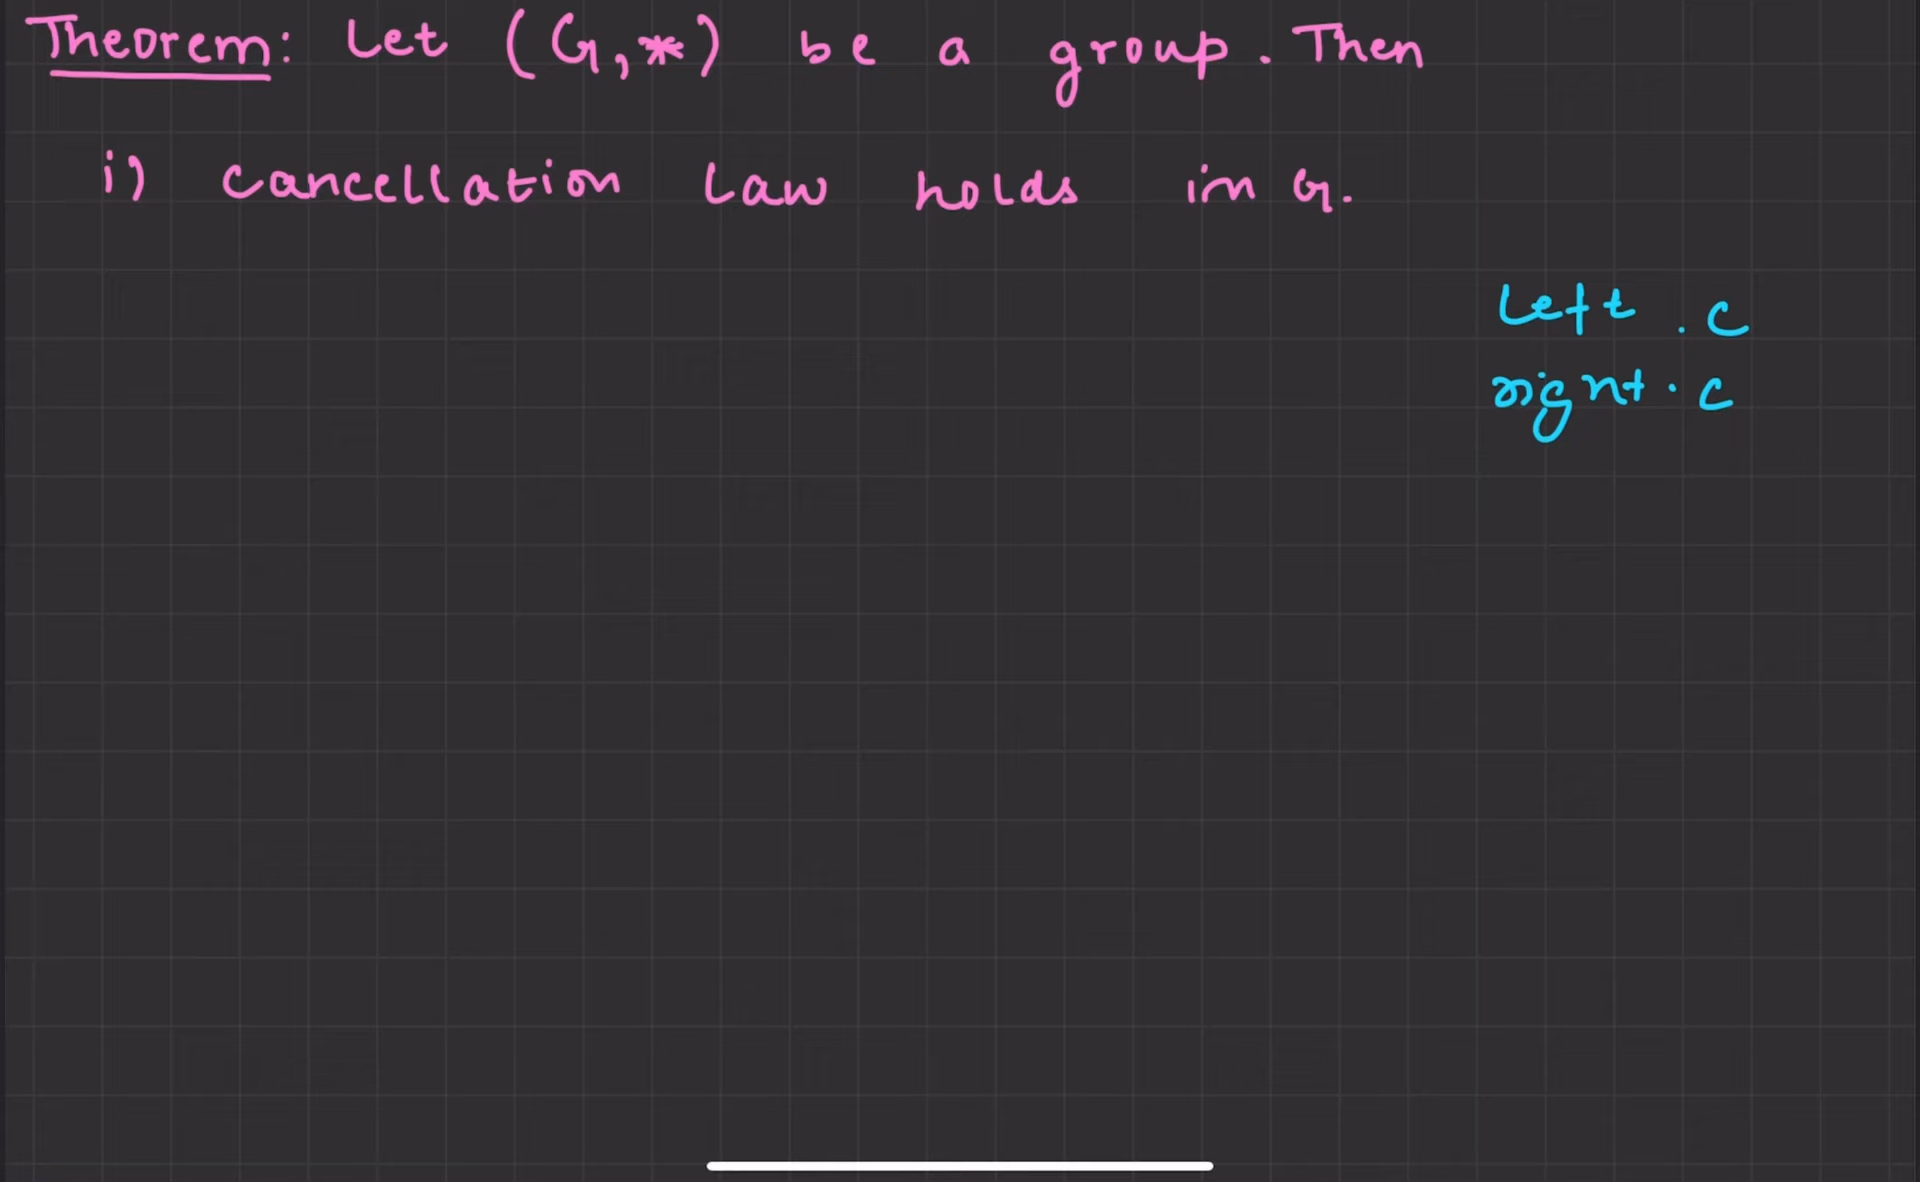 Theorem: Let (G,*) be a group. Then
i) cancellation Law holds in G.
Left . c
right . c